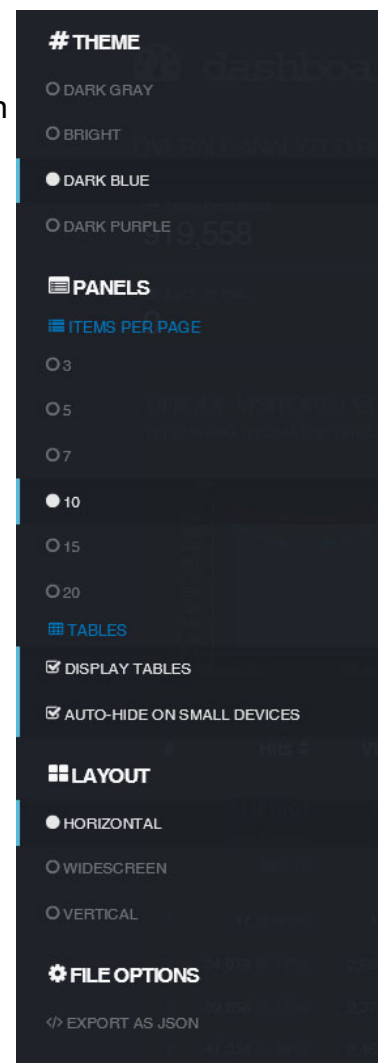 # THEME
DARK GRAY
BRIGHT
DARK BLUE
DARK PURPLE
PANELS
ITEMS PER PAGE
3
5
7
10
15
20
TABLES
DISPLAY TABLES
AUTO-HIDE ON SMALL DEVICES
LAYOUT
HORIZONTAL
WIDESCREEN
VERTICAL
FILE OPTIONS
</> EXPORT AS JSON